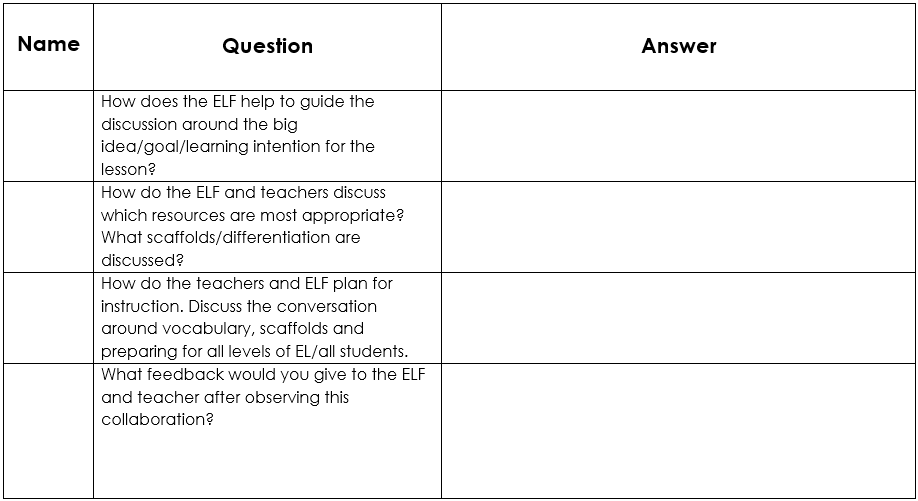 Name Question Answer
How does the ELF help to guide the
discussion around the big
idea/goal/learning intention for the
lesson?
How do the ELF and teachers discuss
which resources are most appropriate?
What scaffolds/differentiation are
discussed?
How do the teachers and ELF plan for
instruction. Discuss the conversation
around vocabulary, scaffolds and
preparing for all levels of EL/all students.
What feedback would you give to the ELF
and teacher after observing this
collaboration?